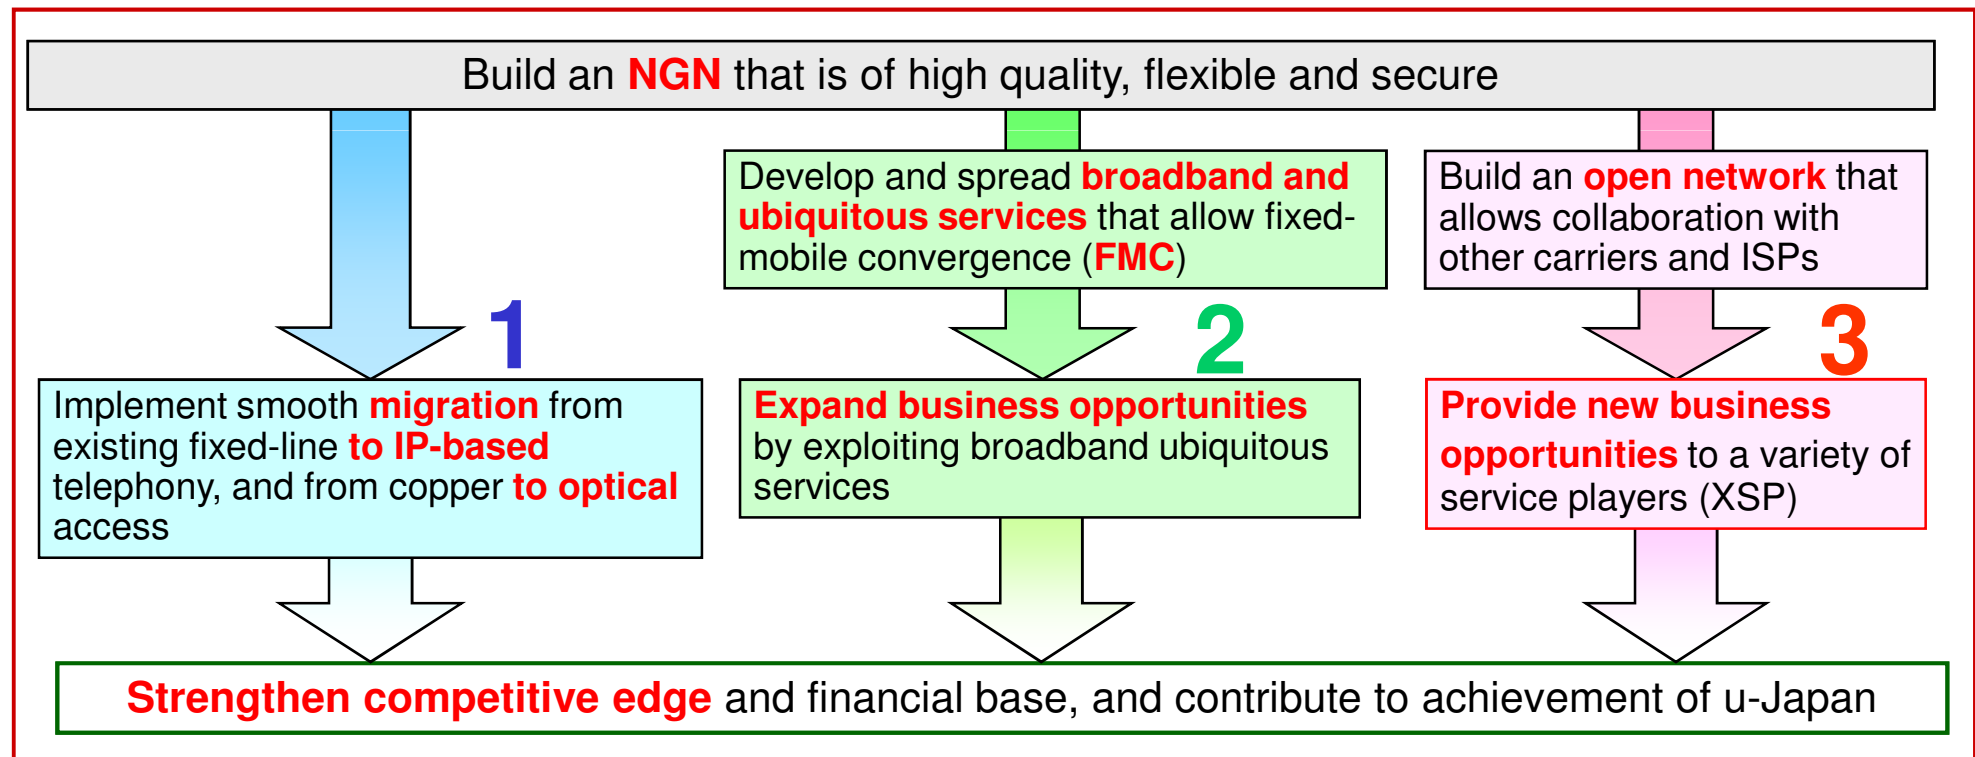 Build an NGN that is of high quality, flexible and secure
Develop and spread broadband and
ubiquitous services that allow fixed-
mobile convergence (FMC)
Build an open network that
allows collaboration with
other carriers and ISPs
1
2
3
Implement smooth migration from
existing fixed-line to IP-based
telephony, and from copper to optical
access
Expand business opportunities
by exploiting broadband ubiquitous
services
Provide new business
opportunities to a variety of
service players (XSP)
Strengthen competitive edge and financial base, and contribute to achievement of u-Japan